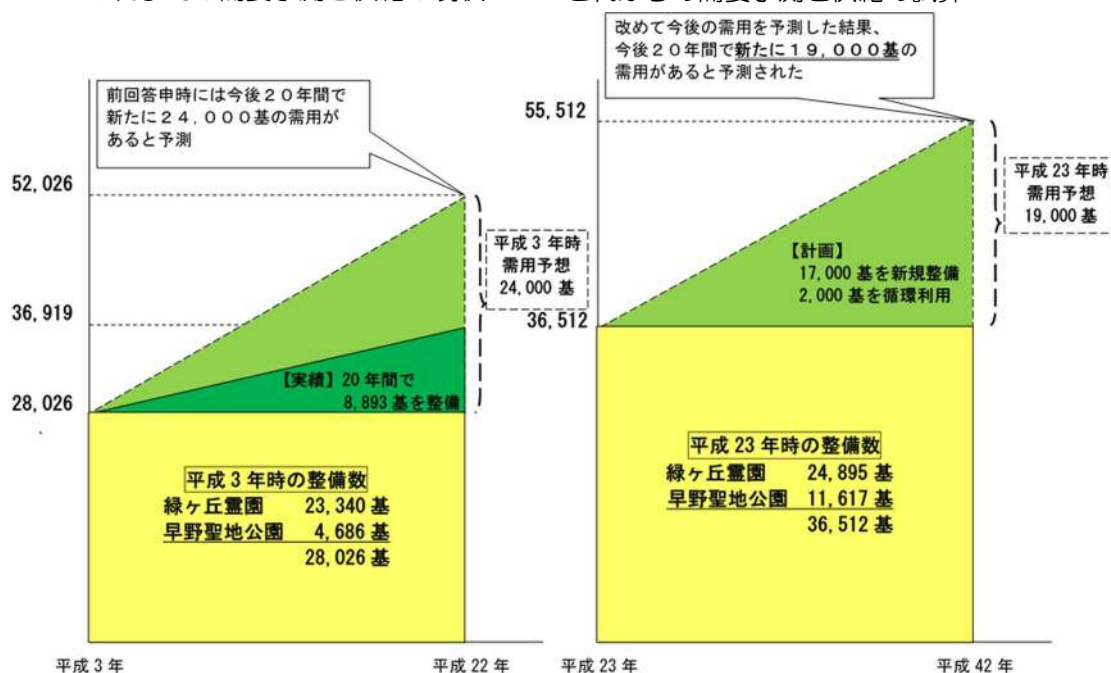 前回答申時には今後２０年間で
新たに２４,０００基の需用が
あると予測
52,026
36,919
28,026
平成３年時
需用予想
24,000 基
【実績】20 年間で
8,893 基を整備
平成３年時の整備数
緑ヶ丘霊園 23,340 基
早野聖地公園 4,686 基
28,026 基
平成３年
平成 22 年
改めて今後の需用を予測した結果、
今後２０年間で新たに１９,０００基の
需用があると予測された
55,512
36,512
平成 23 年時
需用予想
19,000 基
【計画】
17,000 基を新規整備
2,000 基を循環利用
平成 23 年時の整備数
緑ヶ丘霊園 24,895 基
早野聖地公園 11,617 基
36,512 基
平成 23 年
平成 42 年